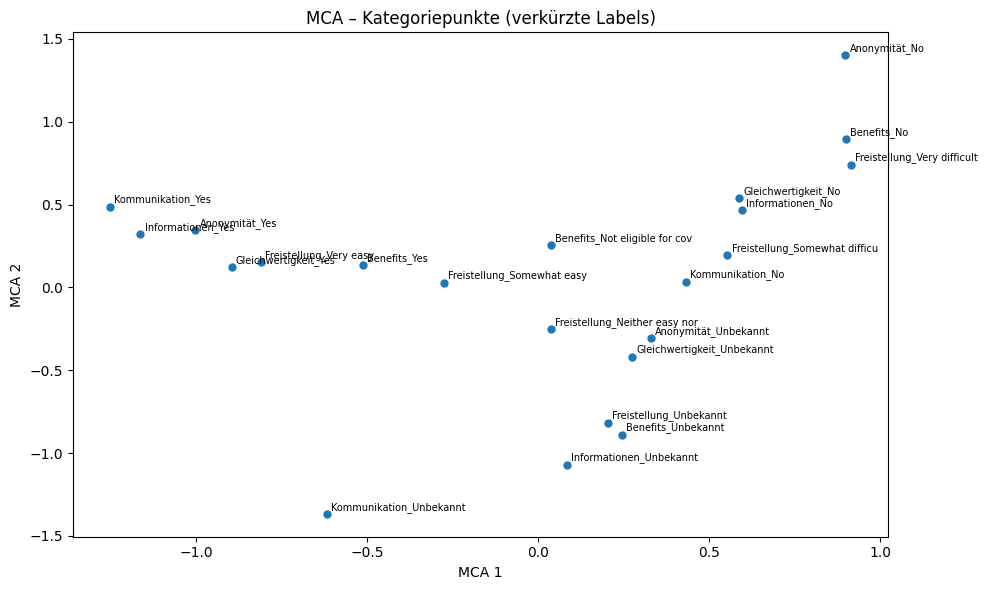 MCA – Kategoriepunkte (verkürzte Labels)
1.5
Anonymität_No
1.0
Benefits_No
Freistellung_Very difficult
0.5
Kommunikation_Yes
Gleichwertigkeit_No
Informationen_No
Informationen_Yes
Anonymität_Yes
Benefits_Not eligible for cov
Freistellung_Somewhat difficu
Gleichwertigkeit_Yes
Freistellung_Very easy
Benefits_Yes
Freistellung_Somewhat easy
Kommunikation_No
MCA 2
0.0
Freistellung_Neither easy nor
Anonymität_Unbekannt
Gleichwertigkeit_Unbekannt
−0.5
Freistellung_Unbekannt
Benefits_Unbekannt
−1.0
Informationen_Unbekannt
Kommunikation_Unbekannt
−1.5
−1.0
−0.5
0.0
0.5
1.0
MCA 1